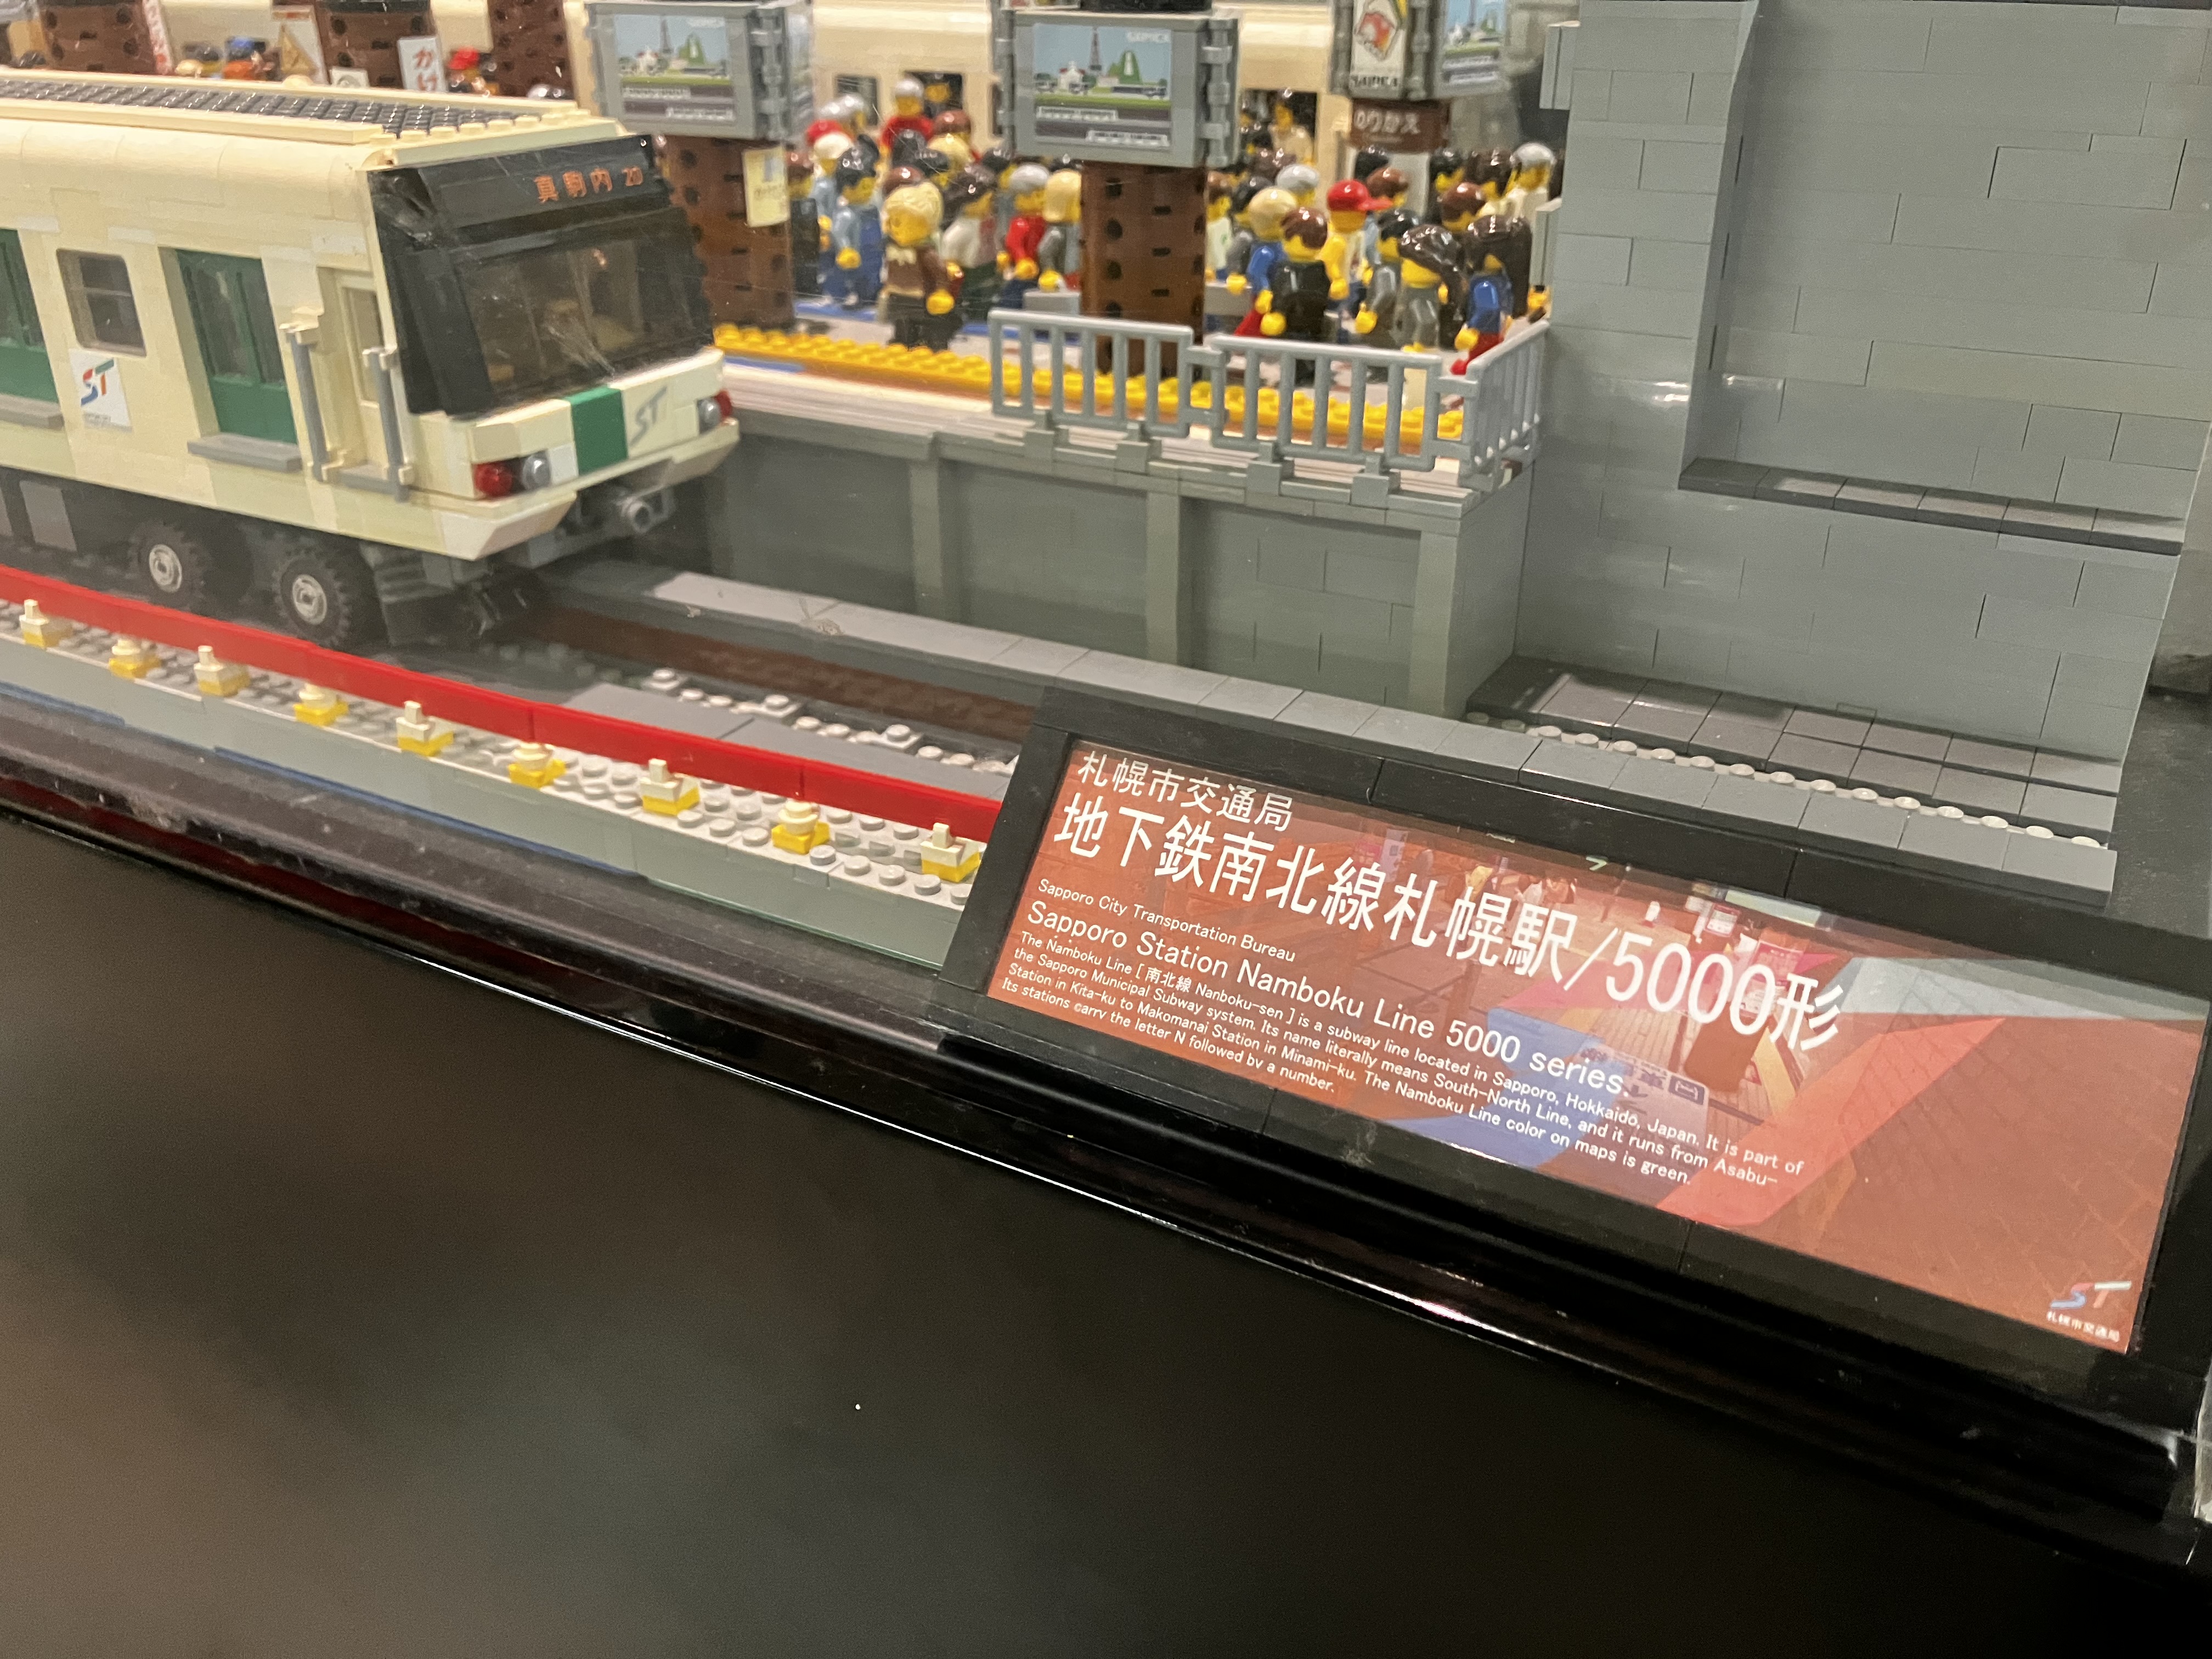 かけ
SAPICA
SAPICA
のりかえ
真駒内 20
ST
ST
札幌市交通局
地下鉄南北線札幌駅/5000形
Sapporo City Transportation Bureau
Sapporo Station Namboku Line 5000 series
The Namboku Line [ 南北線 Nanboku-sen ] is a subway line located in Sapporo, Hokkaido, Japan. It is part of
the Sapporo Municipal Subway system. Its name literally means South-North Line, and it runs from Asabu-
Station in Kita-ku to Makomanai Station in Minami-ku. The Namboku Line color on maps is green.
Its stations carry the letter N followed by a number.
ST
札幌市交通局